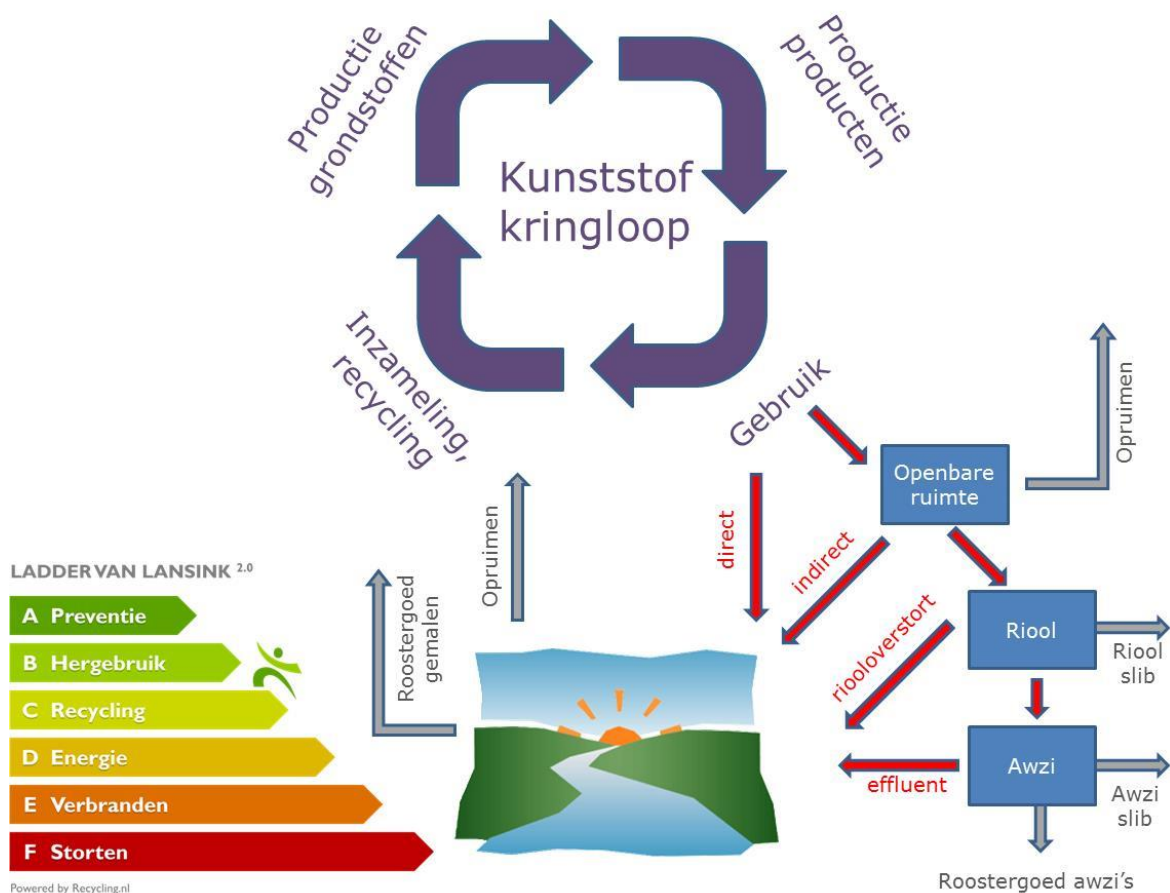 Productie
grondstoffen
Productie
producten
Kunststof
kringloop
Inzameling,
recycling
Gebruik
Openbare
ruimte
Opruimen
direct
indirect
Riool
Riool
slib
riooloverstort
Awzi
Awzi
slib
effluent
Roostergoed awzi's
Opruimen
Roostergoed
gemalen
LADDER VAN LANSINK 2.0
A Preventie
B Hergebruik
C Recycling
D Energie
E Verbranden
F Storten
Powered by Recycling.nl